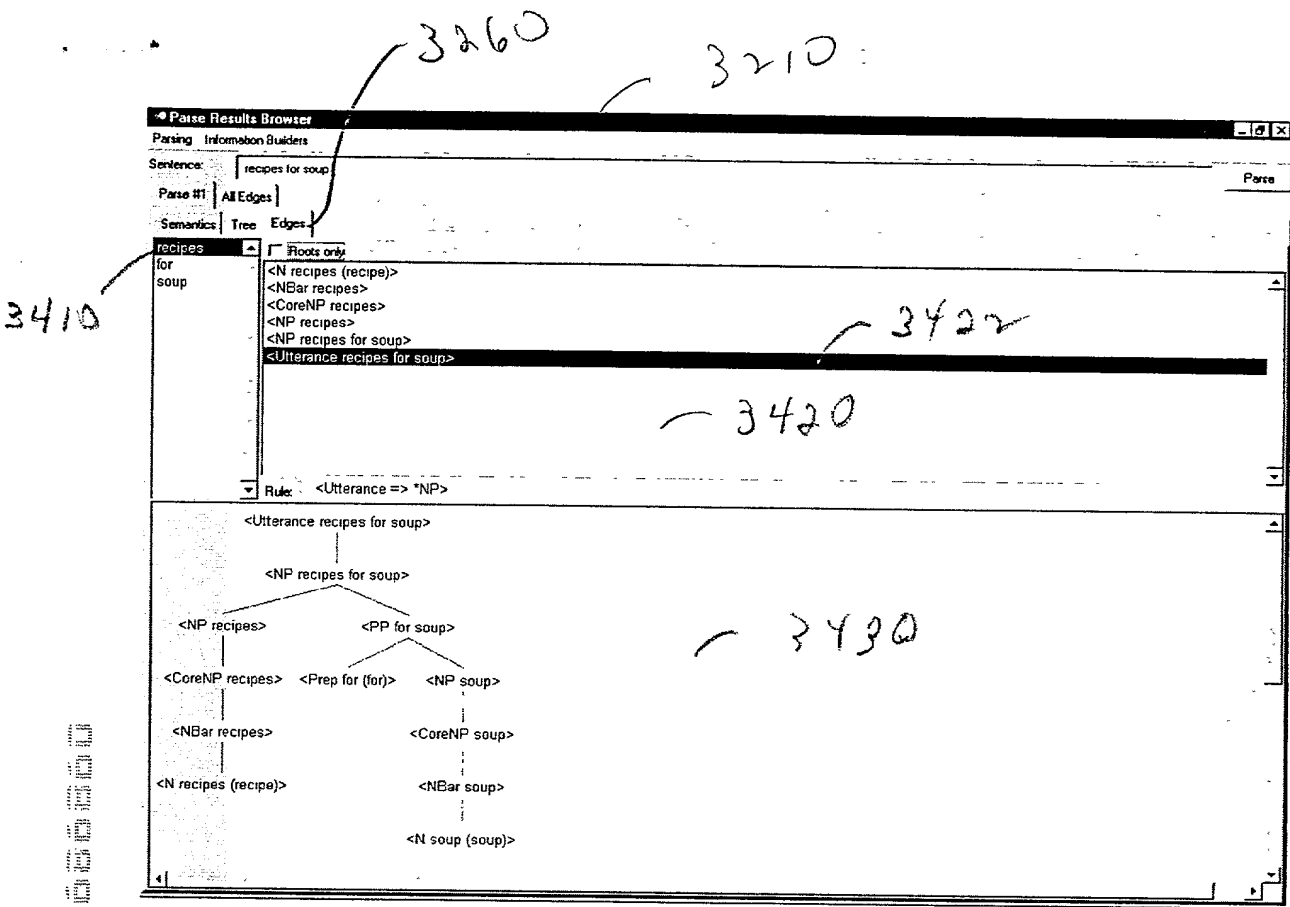 3260
3210
Parse Results Browser
Parsing Information Builders
Sentence: recipes for soup
Parse
Parse #1 All Edges
Semantics Tree Edges
recipes
for
soup
Roots only
<N recipes (recipe)>
<NBar recipes>
<CoreNP recipes>
<NP recipes>
<NP recipes for soup>
<Utterance recipes for soup>
3410
3422
3420
Rule: <Utterance => *NP>
<Utterance recipes for soup>
<NP recipes for soup>
<NP recipes> <PP for soup>
3430
<CoreNP recipes> <Prep for (for)> <NP soup>
<NBar recipes> <CoreNP soup>
<N recipes (recipe)> <NBar soup>
<N soup (soup)>